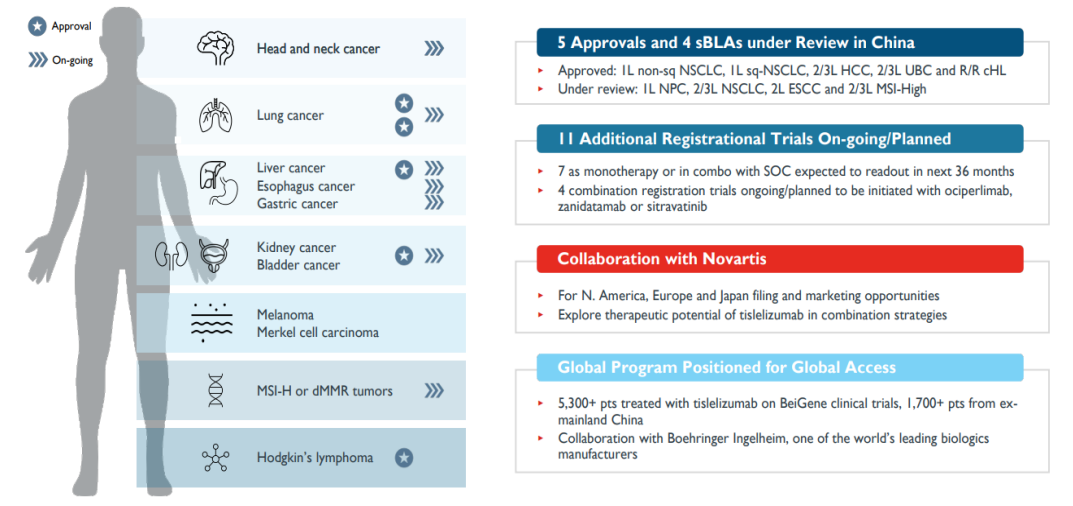 Approval
On-going
Head and neck cancer
Lung cancer
Liver cancer
Esophagus cancer
Gastric cancer
Kidney cancer
Bladder cancer
Melanoma
Merkel cell carcinoma
MSI-H or dMMR tumors
Hodgkin's lymphoma
5 Approvals and 4 sBLAs under Review in China
Approved: 1L non-sq NSCLC, 1L sq-NSCLC, 2/3L HCC, 2/3L UBC and R/R cHL
Under review: 1L NPC, 2/3L NSCLC, 2L ESCC and 2/3L MSI-High
11 Additional Registrational Trials On-going/Planned
7 as monotherapy or in combo with SOC expected to readout in next 36 months
4 combination registration trials ongoing/planned to be initiated with ociperlimab,
zanidatamab or sitravatinib
Collaboration with Novartis
For N. America, Europe and Japan filing and marketing opportunities
Explore therapeutic potential of tislelizumab in combination strategies
Global Program Positioned for Global Access
5,300+ pts treated with tislelizumab on BeiGene clinical trials, 1,700+ pts from ex-
mainland China
Collaboration with Boehringer Ingelheim, one of the world's leading biologics
manufacturers